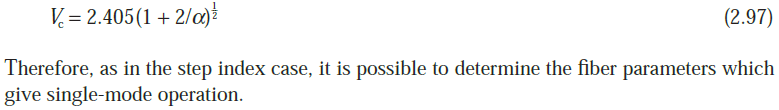 V_c = 2.405(1 + 2/α)^{1/2} (2.97)
Therefore, as in the step index case, it is possible to determine the fiber parameters which
give single-mode operation.